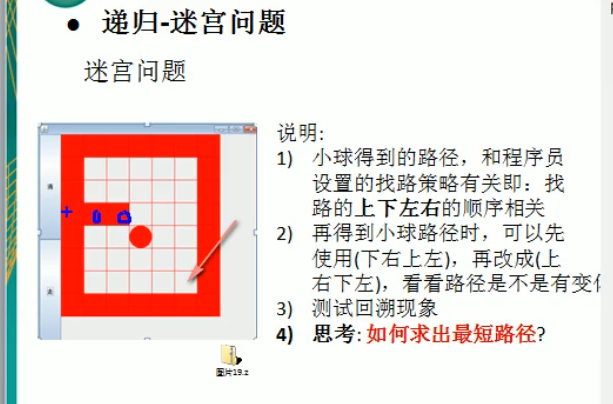 递归-迷宫问题
迷宫问题
说明:
1) 小球得到的路径，和程序员
设置的找路策略有关即：找
路的上下左右的顺序相关
2) 再得到小球路径时，可以先
使用(下右上左)，再改成(上
右下左)，看看路径是不是有变
3) 测试回溯现象
4) 思考: 如何求出最短路径?
图片19.z